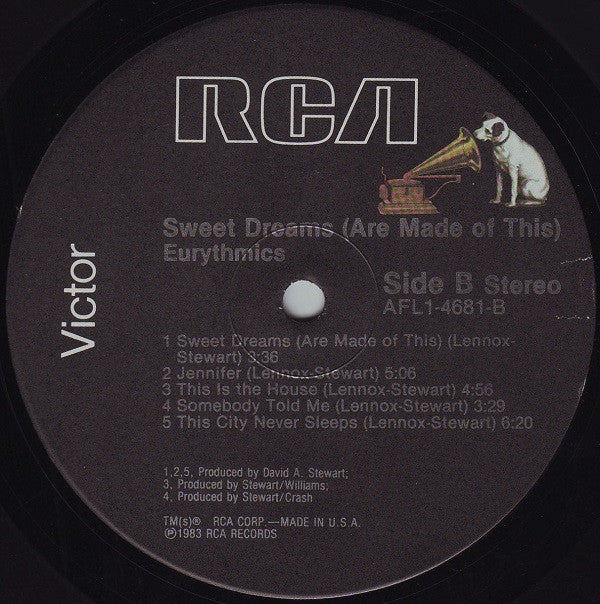 RCA
Victor
Sweet Dreams (Are Made of This)
Eurythmics
Side B Stereo
AFL1-4681-B
1 Sweet Dreams (Are Made of This) (Lennox-
Stewart) 3:36
2 Jennifer (Lennox-Stewart) 5:06
3 This Is the House (Lennox-Stewart) 4:56
4 Somebody Told Me (Lennox-Stewart) 3:29
5 This City Never Sleeps (Lennox-Stewart) 6:20
1,2,5, Produced by David A. Stewart;
3, Produced by Stewart/Williams;
4, Produced by Stewart/Crash
TM(s)® RCA CORP.—MADE IN U.S.A.
℗1983 RCA RECORDS